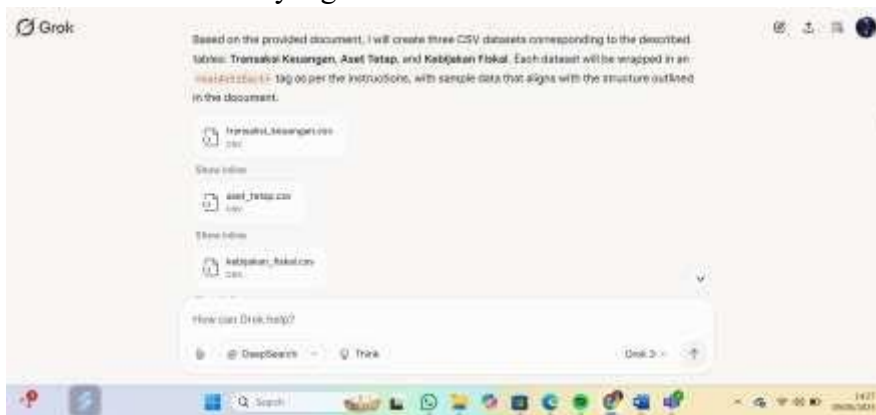 Grok
Based on the provided document, I will create three CSV datasets corresponding to the described
tables: Transaksi Keuangan, Aset Tetap, and Kebijakan Fiskal. Each dataset will be wrapped in an
<xaiArtifact> tag as per the instructions, with sample data that aligns with the structure outlined
in the document.
transaksi_keuangan.csv
CSV
Show inline
aset_tetap.csv
CSV
Show inline
kebijakan_fiskal.csv
CSV
How can Grok help?
DeepSearch
Think
Grok 3
Search
14:27